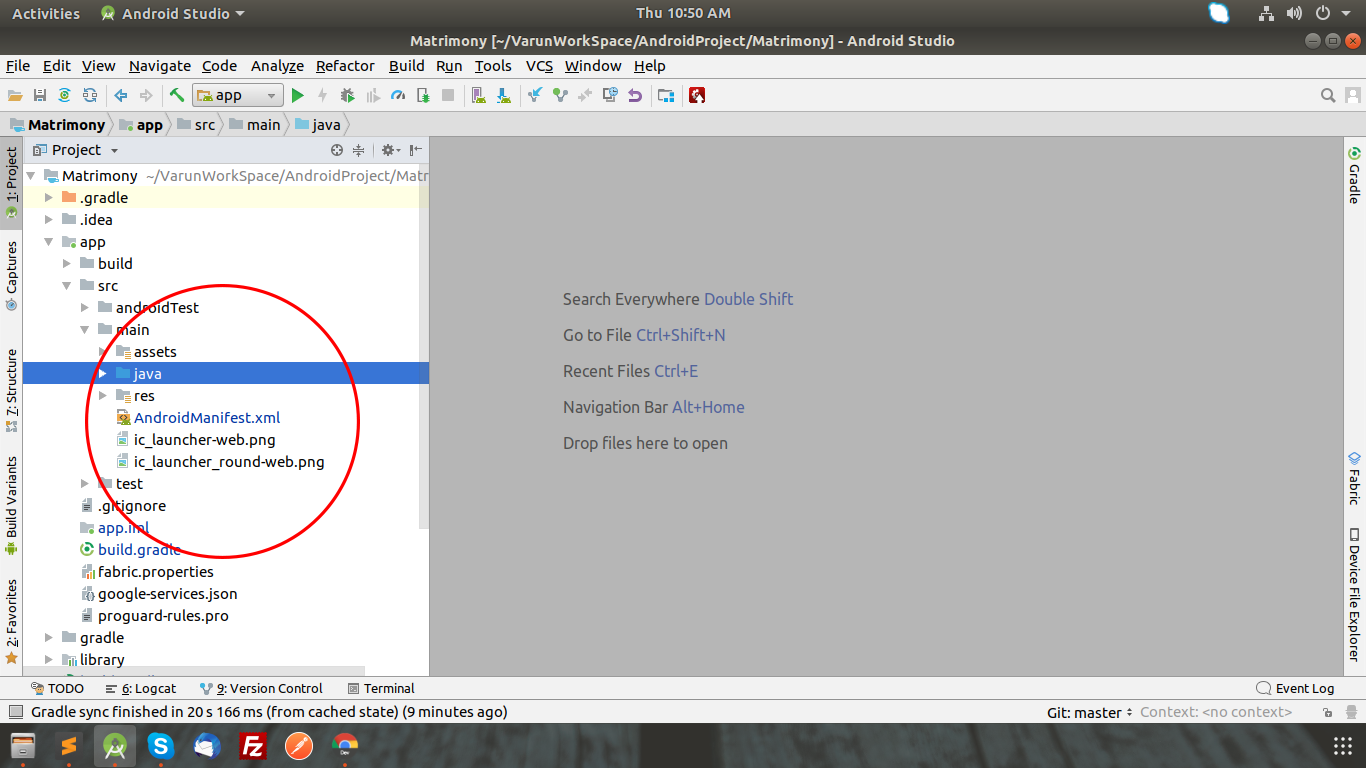 Activities Android Studio Thu 10:50 AM
Matrimony [~/VarunWorkSpace/AndroidProject/Matrimony] - Android Studio
File Edit View Navigate Code Analyze Refactor Build Run Tools VCS Window Help
app
Matrimony app src main java
Project
Matrimony ~/VarunWorkSpace/AndroidProject/Matr
.gradle
.idea
app
build
src
androidTest
main
assets
java
res
AndroidManifest.xml
ic_launcher-web.png
ic_launcher_round-web.png
test
.gitignore
app.iml
build.gradle
fabric.properties
google-services.json
proguard-rules.pro
gradle
library
1: Project
Captures
7: Structure
Build Variants
2: Favorites
Search Everywhere Double Shift
Go to File Ctrl+Shift+N
Recent Files Ctrl+E
Navigation Bar Alt+Home
Drop files here to open
Gradle
Fabric
Device File Explorer
TODO 6: Logcat 9: Version Control Terminal Event Log
Gradle sync finished in 20 s 166 ms (from cached state) (9 minutes ago) Git: master Context: <no context>
Dev